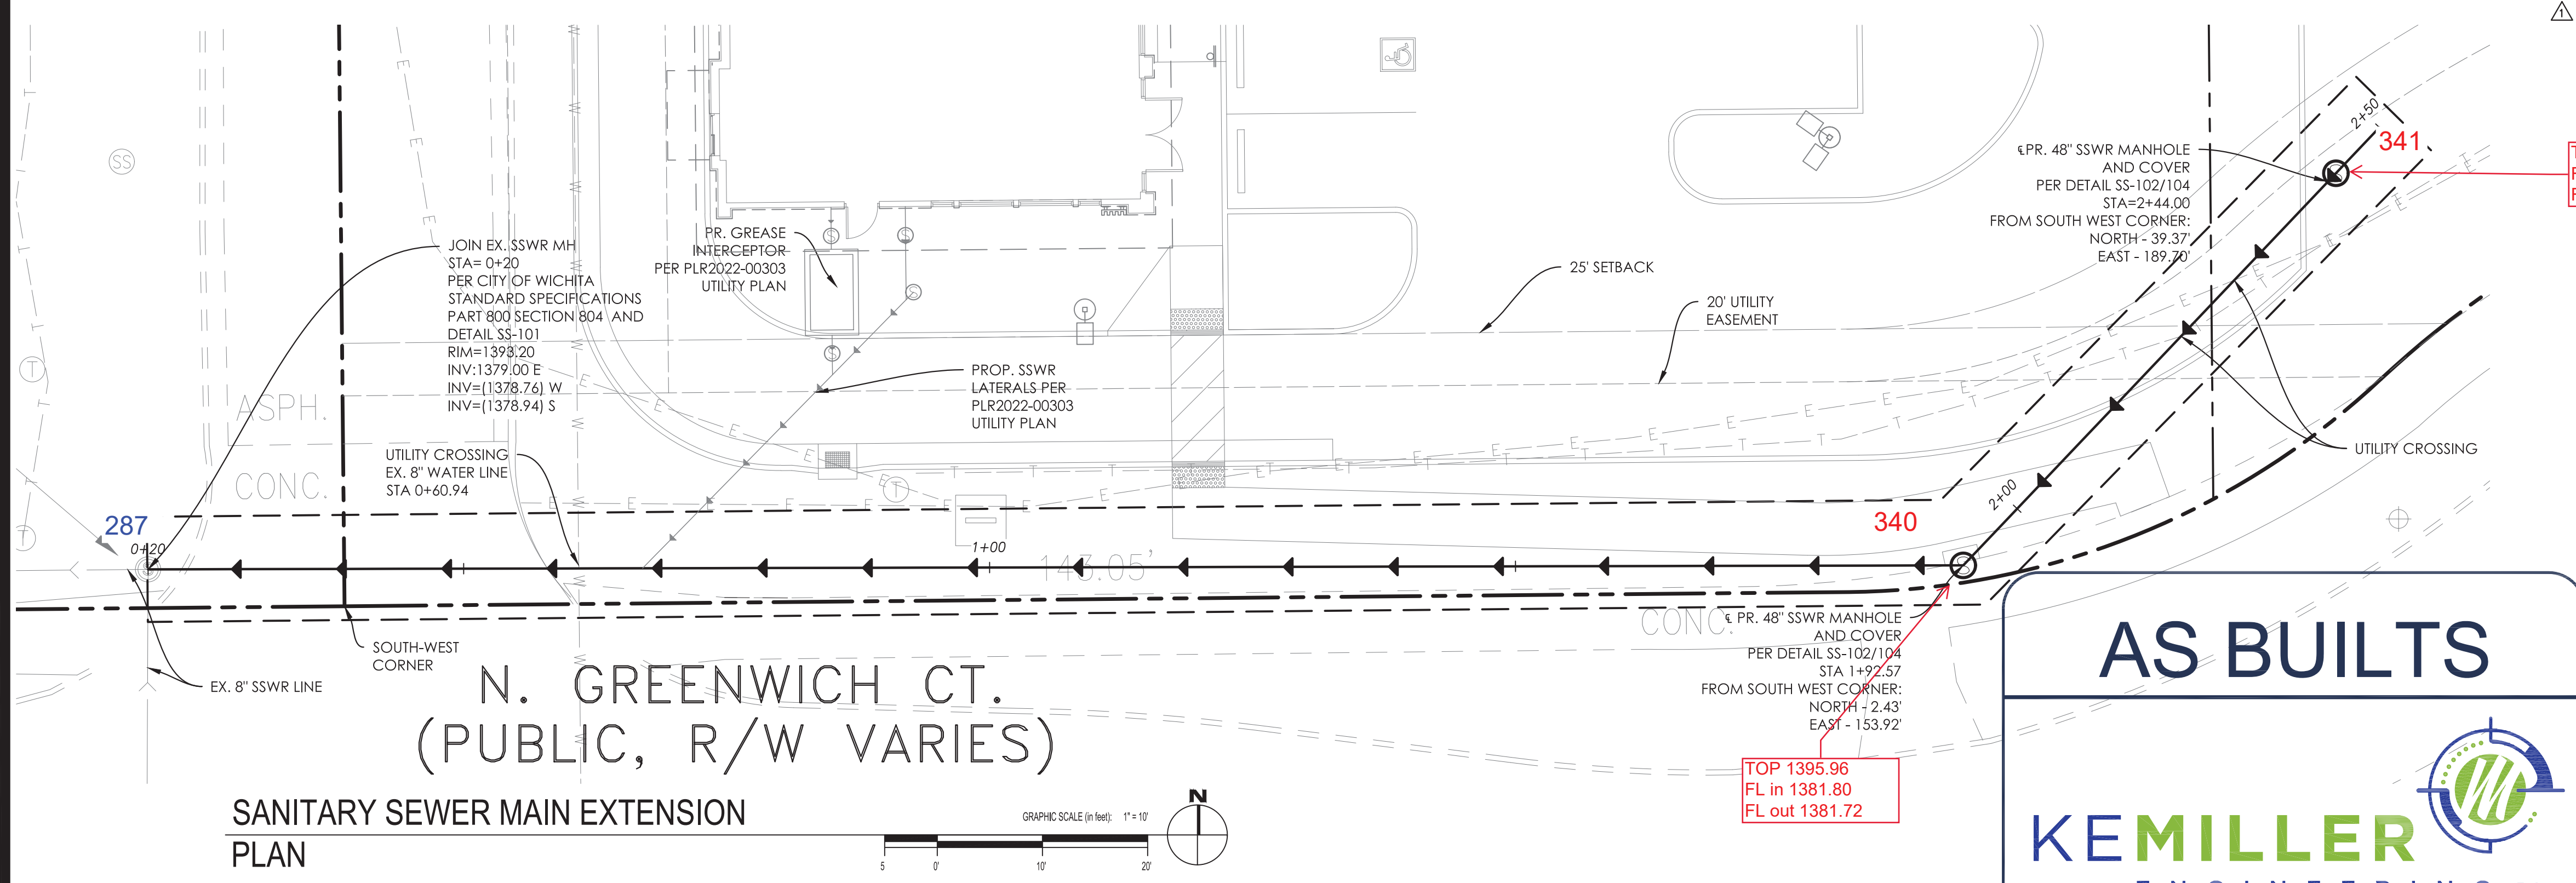 1
SS
2+50
341
℄PR. 48" SSWR MANHOLE
AND COVER
PER DETAIL SS-102/104
STA=2+44.00
FROM SOUTH WEST CORNER:
NORTH - 39.37'
EAST - 189.70'
JOIN EX. SSWR MH
STA= 0+20
PER CITY OF WICHITA
STANDARD SPECIFICATIONS
PART 800 SECTION 804 AND
DETAIL SS-101
RIM=1393.20
INV:1379.00 E
INV=(1378.76) W
INV=(1378.94) S
PR. GREASE
INTERCEPTOR
PER PLR2022-00303
UTILITY PLAN
25' SETBACK
20' UTILITY
EASEMENT
PROP. SSWR
LATERALS PER
PLR2022-00303
UTILITY PLAN
ASPH.
CONC.
UTILITY CROSSING
EX. 8" WATER LINE
STA 0+60.94
UTILITY CROSSING
287
0+20
1+00
143.05'
340
2+00
SOUTH-WEST
CORNER
EX. 8" SSWR LINE
CONC.
℄ PR. 48" SSWR MANHOLE
AND COVER
PER DETAIL SS-102/104
STA 1+92.57
FROM SOUTH WEST CORNER:
NORTH - 2.43'
EAST - 153.92'
N. GREENWICH CT.
(PUBLIC, R/W VARIES)
TOP 1395.96
FL in 1381.80
FL out 1381.72
AS BUILTS
SANITARY SEWER MAIN EXTENSION
PLAN
GRAPHIC SCALE (in feet): 1" = 10'
5 0' 10' 20'
N
KEMILLER